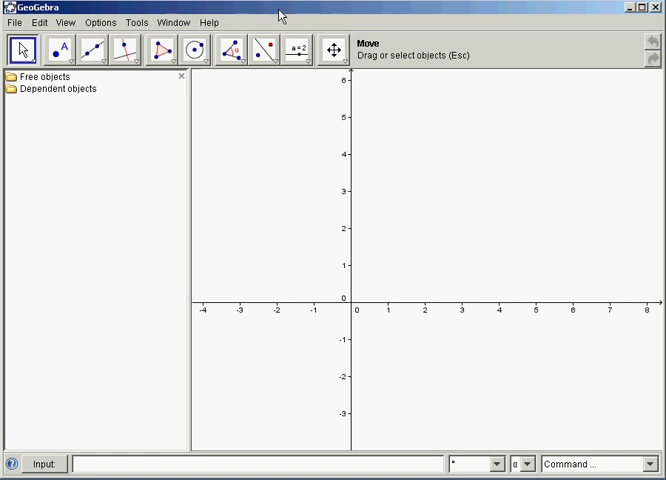 GeoGebra
File Edit View Options Tools Window Help
A
α
a=2
Move
Drag or select objects (Esc)
Free objects
Dependent objects
6
5
4
3
2
1
0
-4 -3 -2 -1 0 1 2 3 4 5 6 7 8
-1
-2
-3
Input: α Command ...